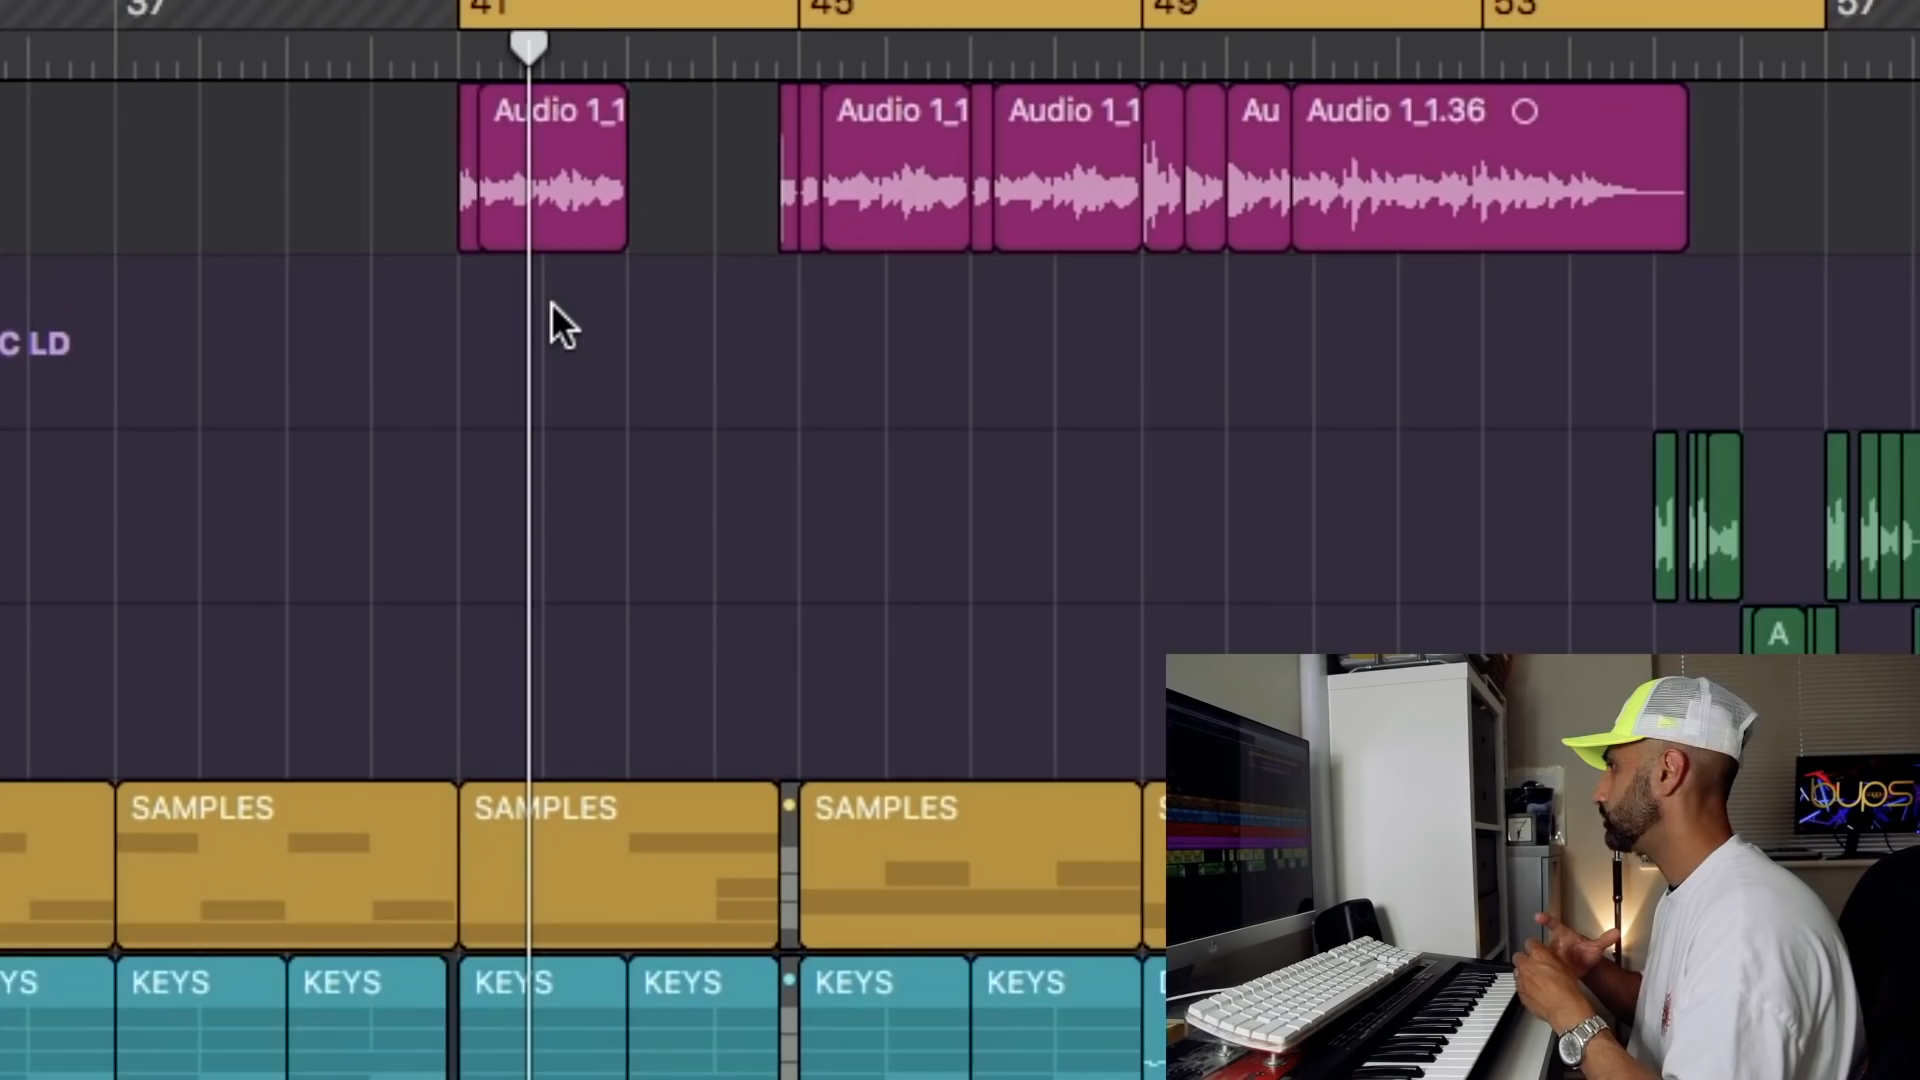 37 41 45 49 53 57
Audio 1_1 Audio 1_1 Audio 1_1 Au Audio 1_1.36
C LD
A
SAMPLES SAMPLES SAMPLES
bups
YS KEYS KEYS KEYS KEYS KEYS KEYS